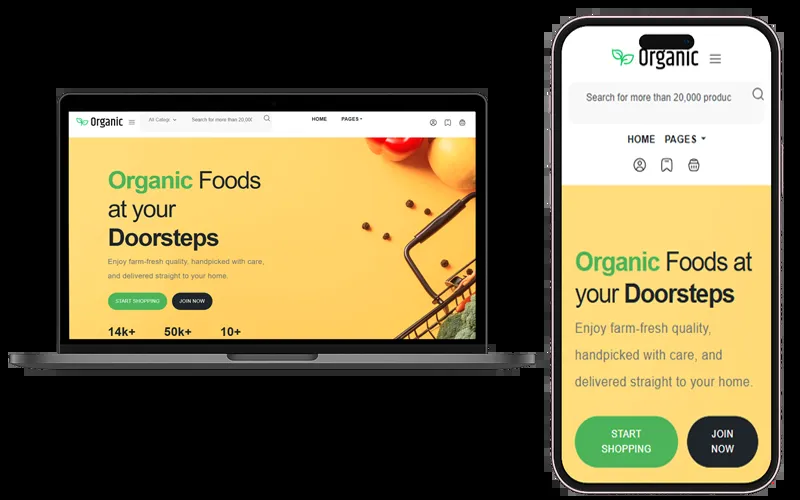 Organic
All Categi
Search for more than 20,00(
HOME
PAGES
Organic Foods
at your
Doorsteps
Enjoy farm-fresh quality, handpicked with care,
and delivered straight to your home.
START SHOPPING
JOIN NOW
14k+
50k+
10+
Organic
Search for more than 20,000 produc
HOME
PAGES
Organic Foods at
your Doorsteps
Enjoy farm-fresh quality,
handpicked with care, and
delivered straight to your home.
START
SHOPPING
JOIN
NOW